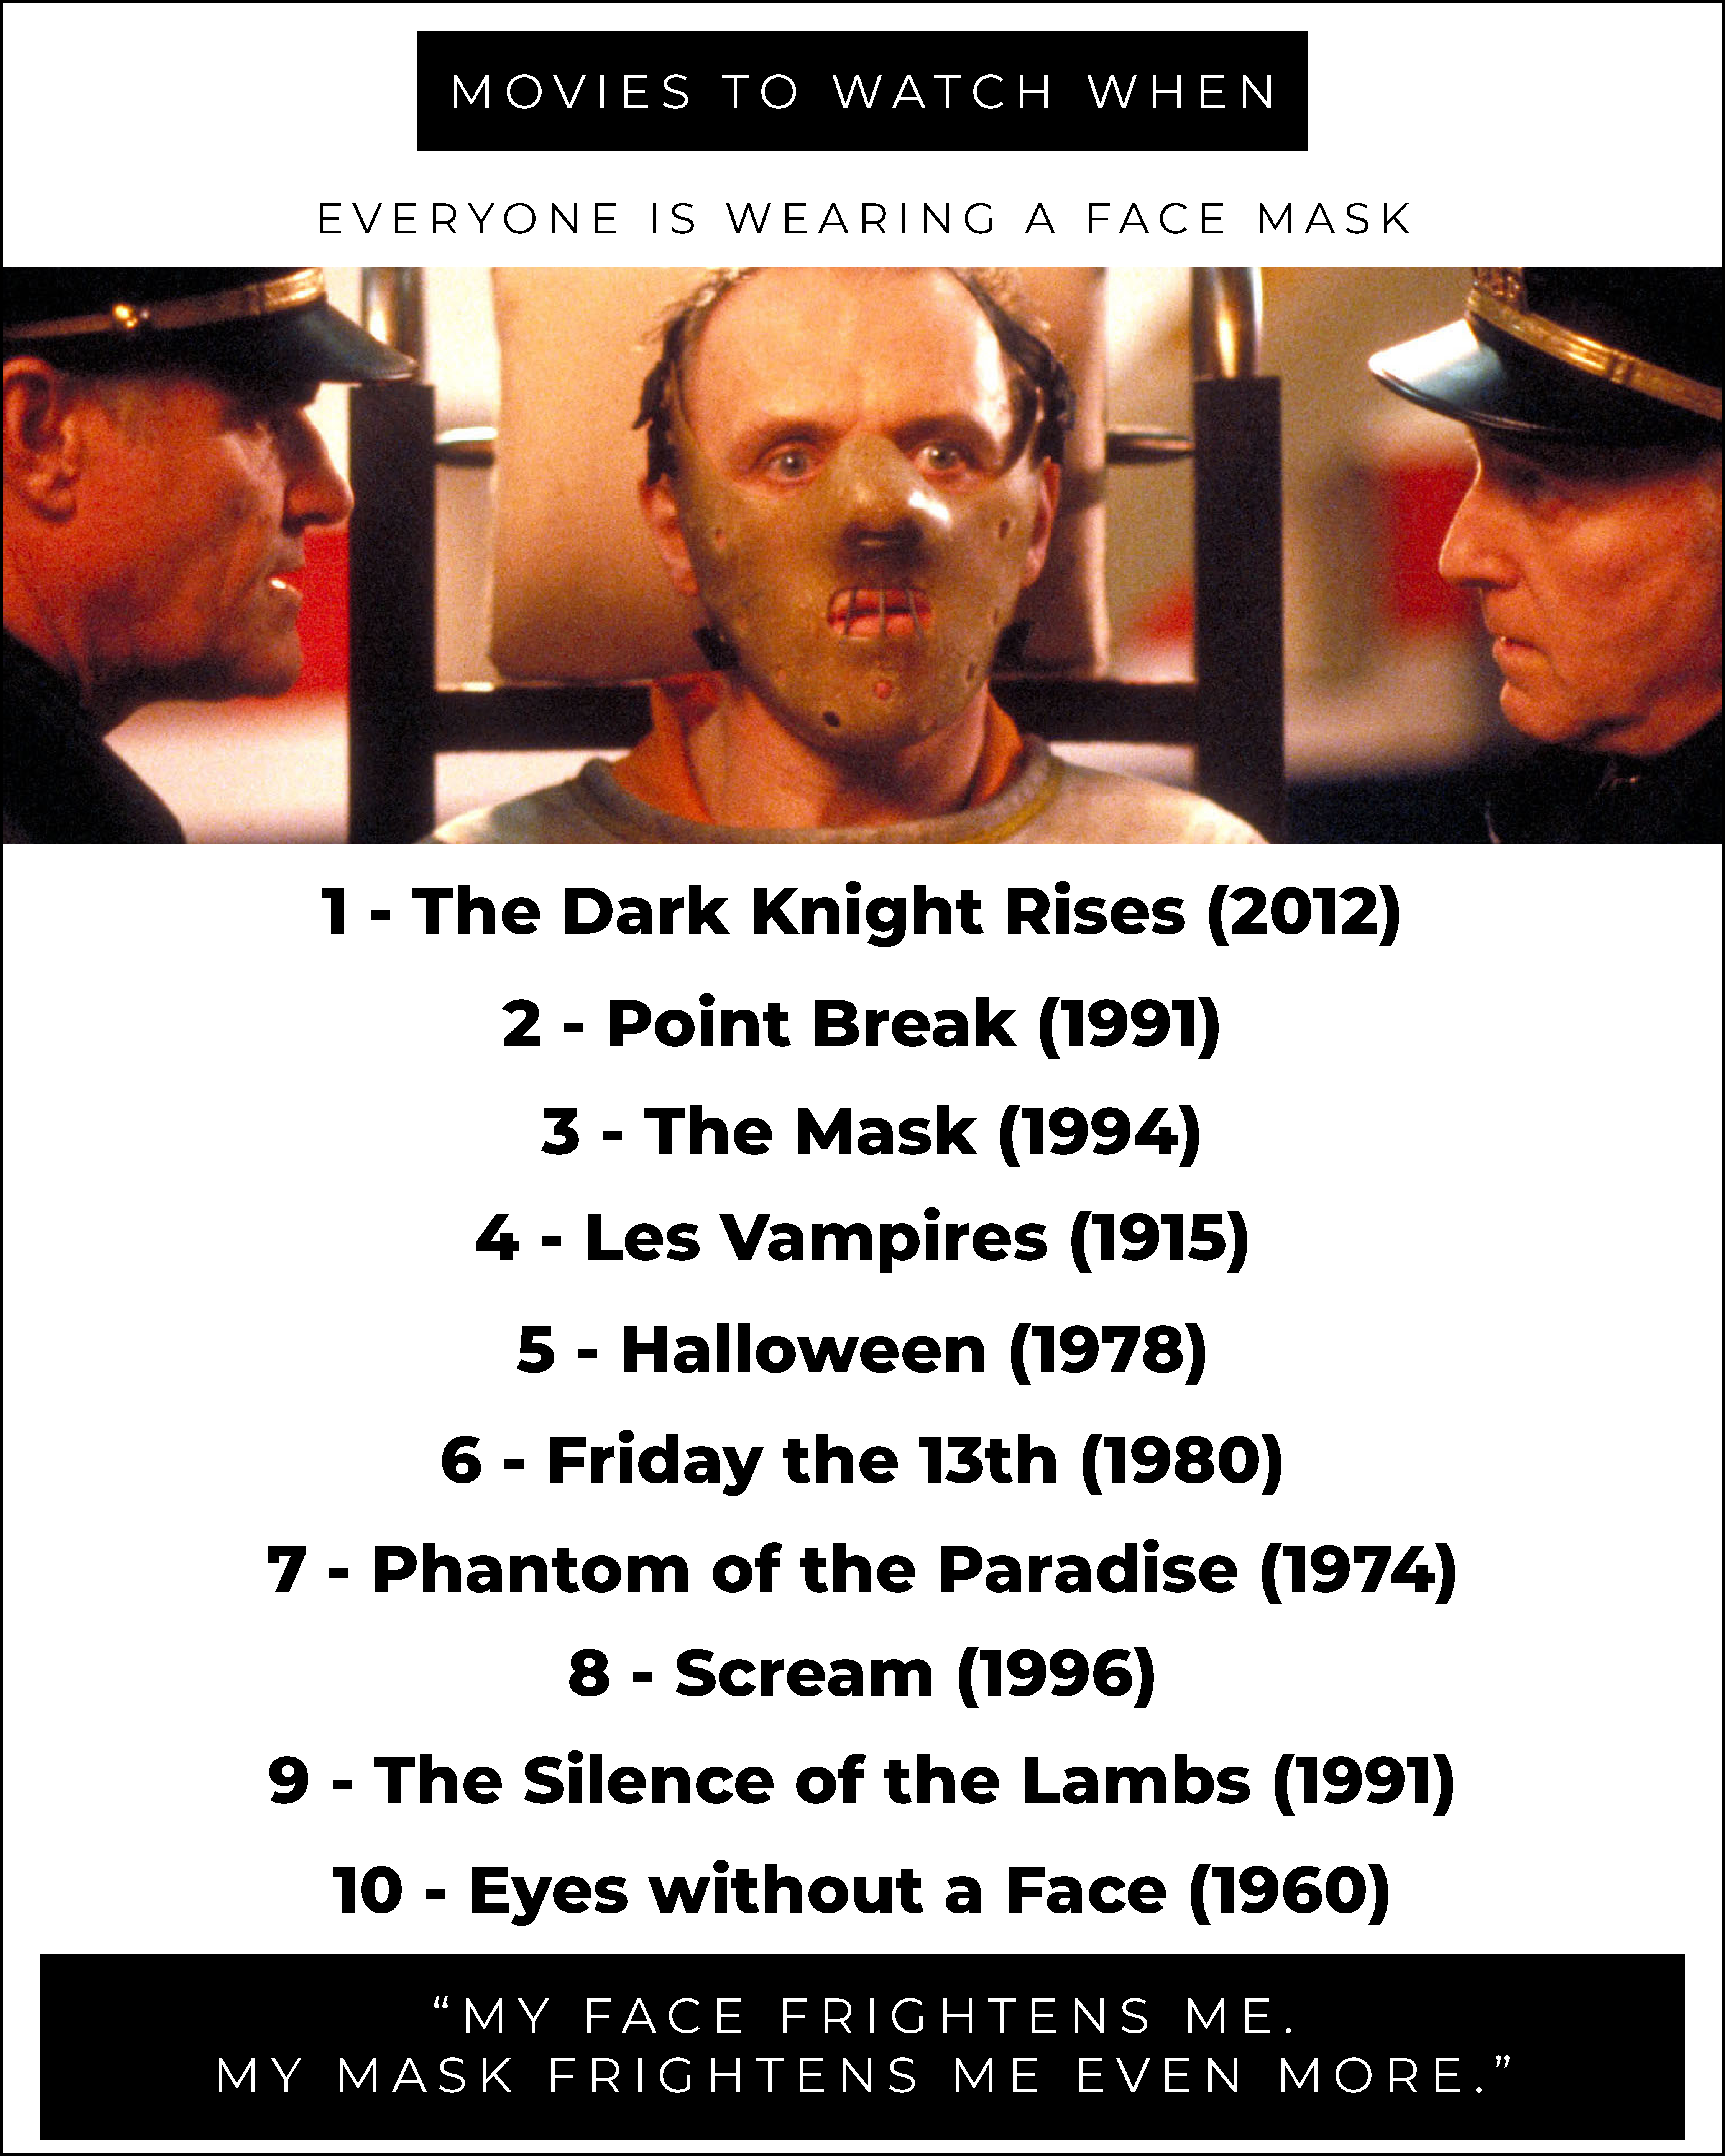 MOVIES TO WATCH WHEN
EVERYONE IS WEARING A FACE MASK
1 - The Dark Knight Rises (2012)
2 - Point Break (1991)
3 - The Mask (1994)
4 - Les Vampires (1915)
5 - Halloween (1978)
6 - Friday the 13th (1980)
7 - Phantom of the Paradise (1974)
8 - Scream (1996)
9 - The Silence of the Lambs (1991)
10 - Eyes without a Face (1960)
“MY FACE FRIGHTENS ME.
MY MASK FRIGHTENS ME EVEN MORE.”